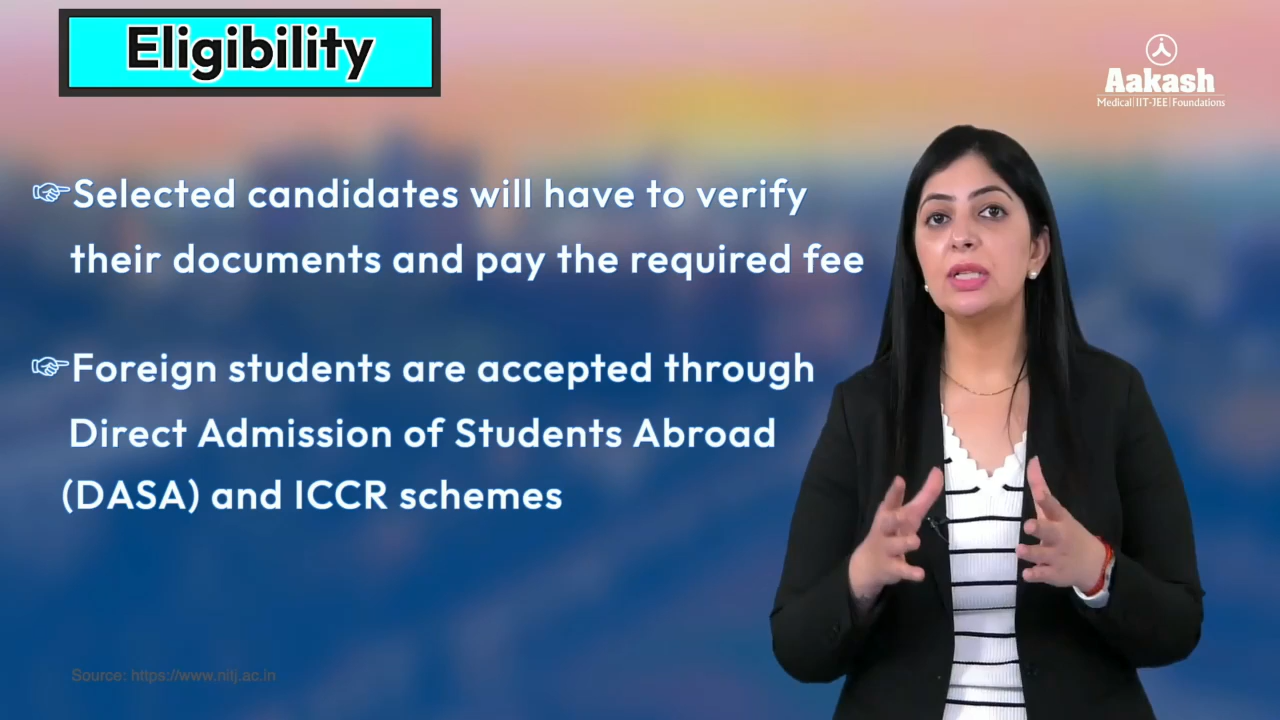 Eligibility
Aakash
Medical|IIT-JEE|Foundations
Selected candidates will have to verify
their documents and pay the required fee
Foreign students are accepted through
Direct Admission of Students Abroad
(DASA) and ICCR schemes
Source: https://www.nitj.ac.in